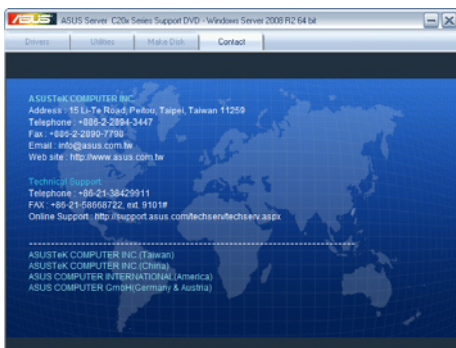 ASUS ASUS Server C20x Series Support DVD - Windows Server 2008 R2 64 bit
Drivers Utilities Make Disk Contact
ASUSTeK COMPUTER INC.
Address : 15 Li-Te Road, Peitou, Taipei, Taiwan 11259
Telephone : +886-2-2894-3447
Fax : +886-2-2890-7798
Email : info@asus.com.tw
Web site : http://www.asus.com.tw
Technical Support
Telephone : +86-21-38429911
FAX : +86-21-58668722, ext. 9101#
Online Support : http://support.asus.com/techserv/techserv.aspx
ASUSTeK COMPUTER INC.(Taiwan)
ASUSTeK COMPUTER INC.(China)
ASUS COMPUTER INTERNATIONAL(America)
ASUS COMPUTER GmbH(Germany & Austria)